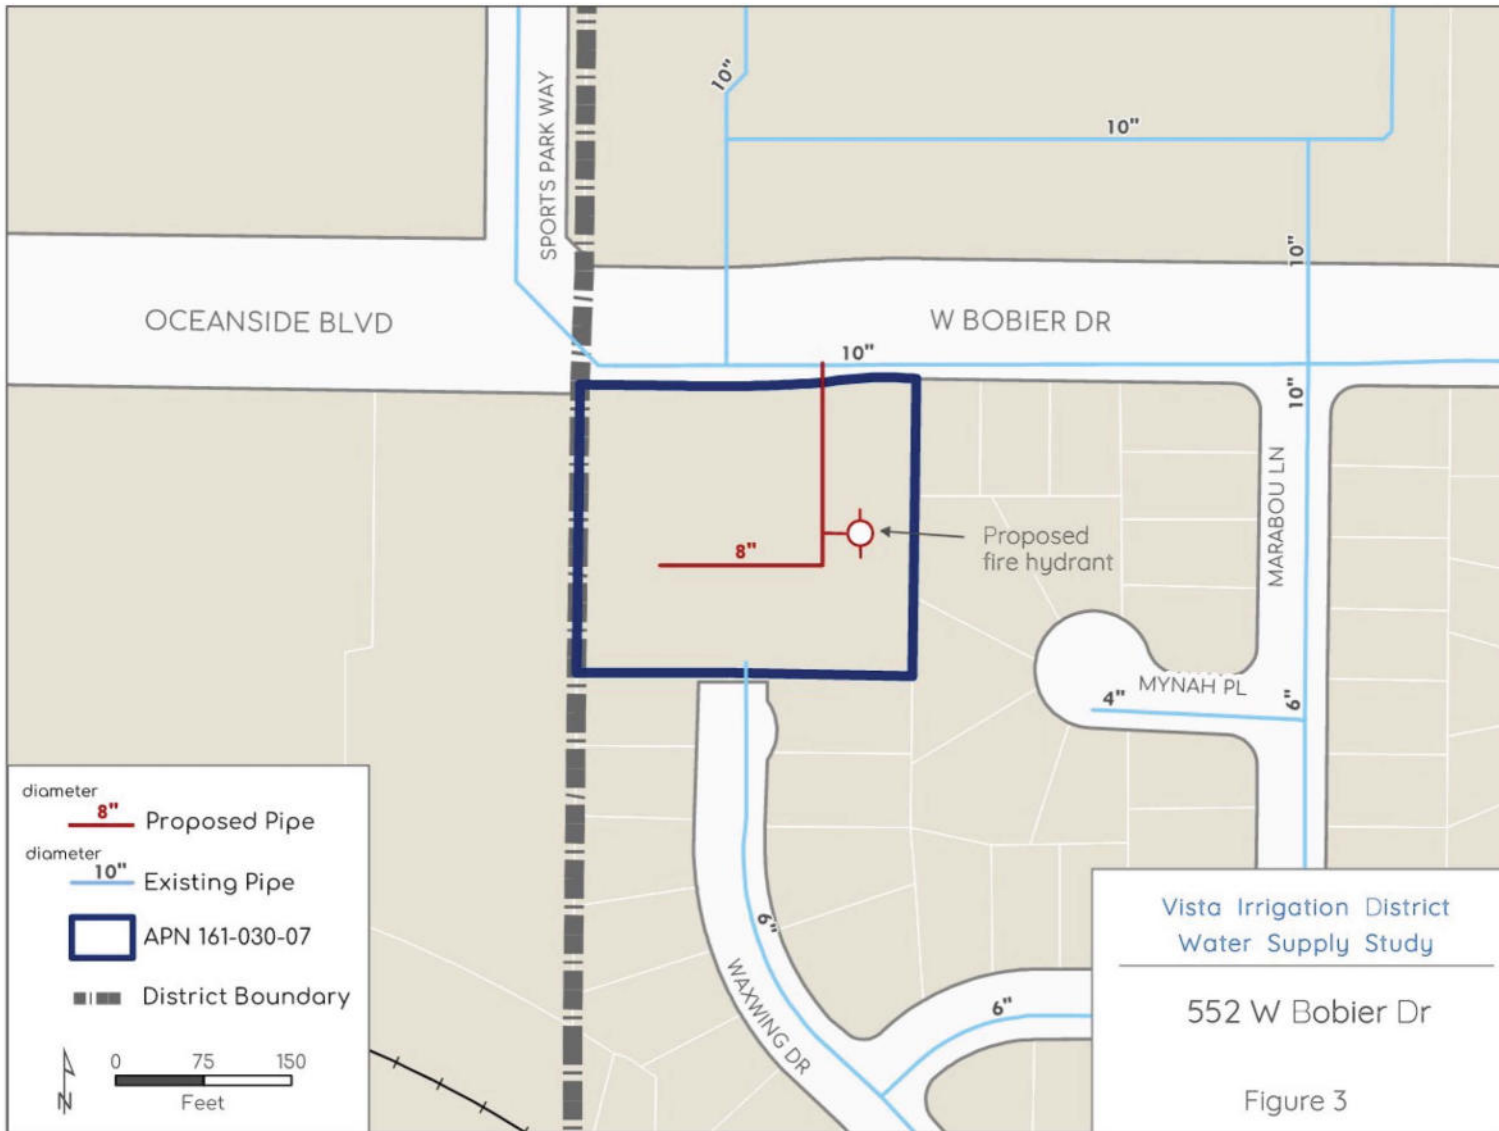 10"
10"
SPORTS PARK WAY
10"
OCEANSIDE BLVD
W BOBIER DR
10"
10"
MARABOU LN
8"
Proposed
fire hydrant
MYNAH PL
4"
6"
6"
WAXWING DR
6"
diameter
8"
Proposed Pipe
diameter
10"
Existing Pipe
APN 161-030-07
District Boundary
N
0 75 150
Feet
Vista Irrigation District
Water Supply Study
552 W Bobier Dr
Figure 3